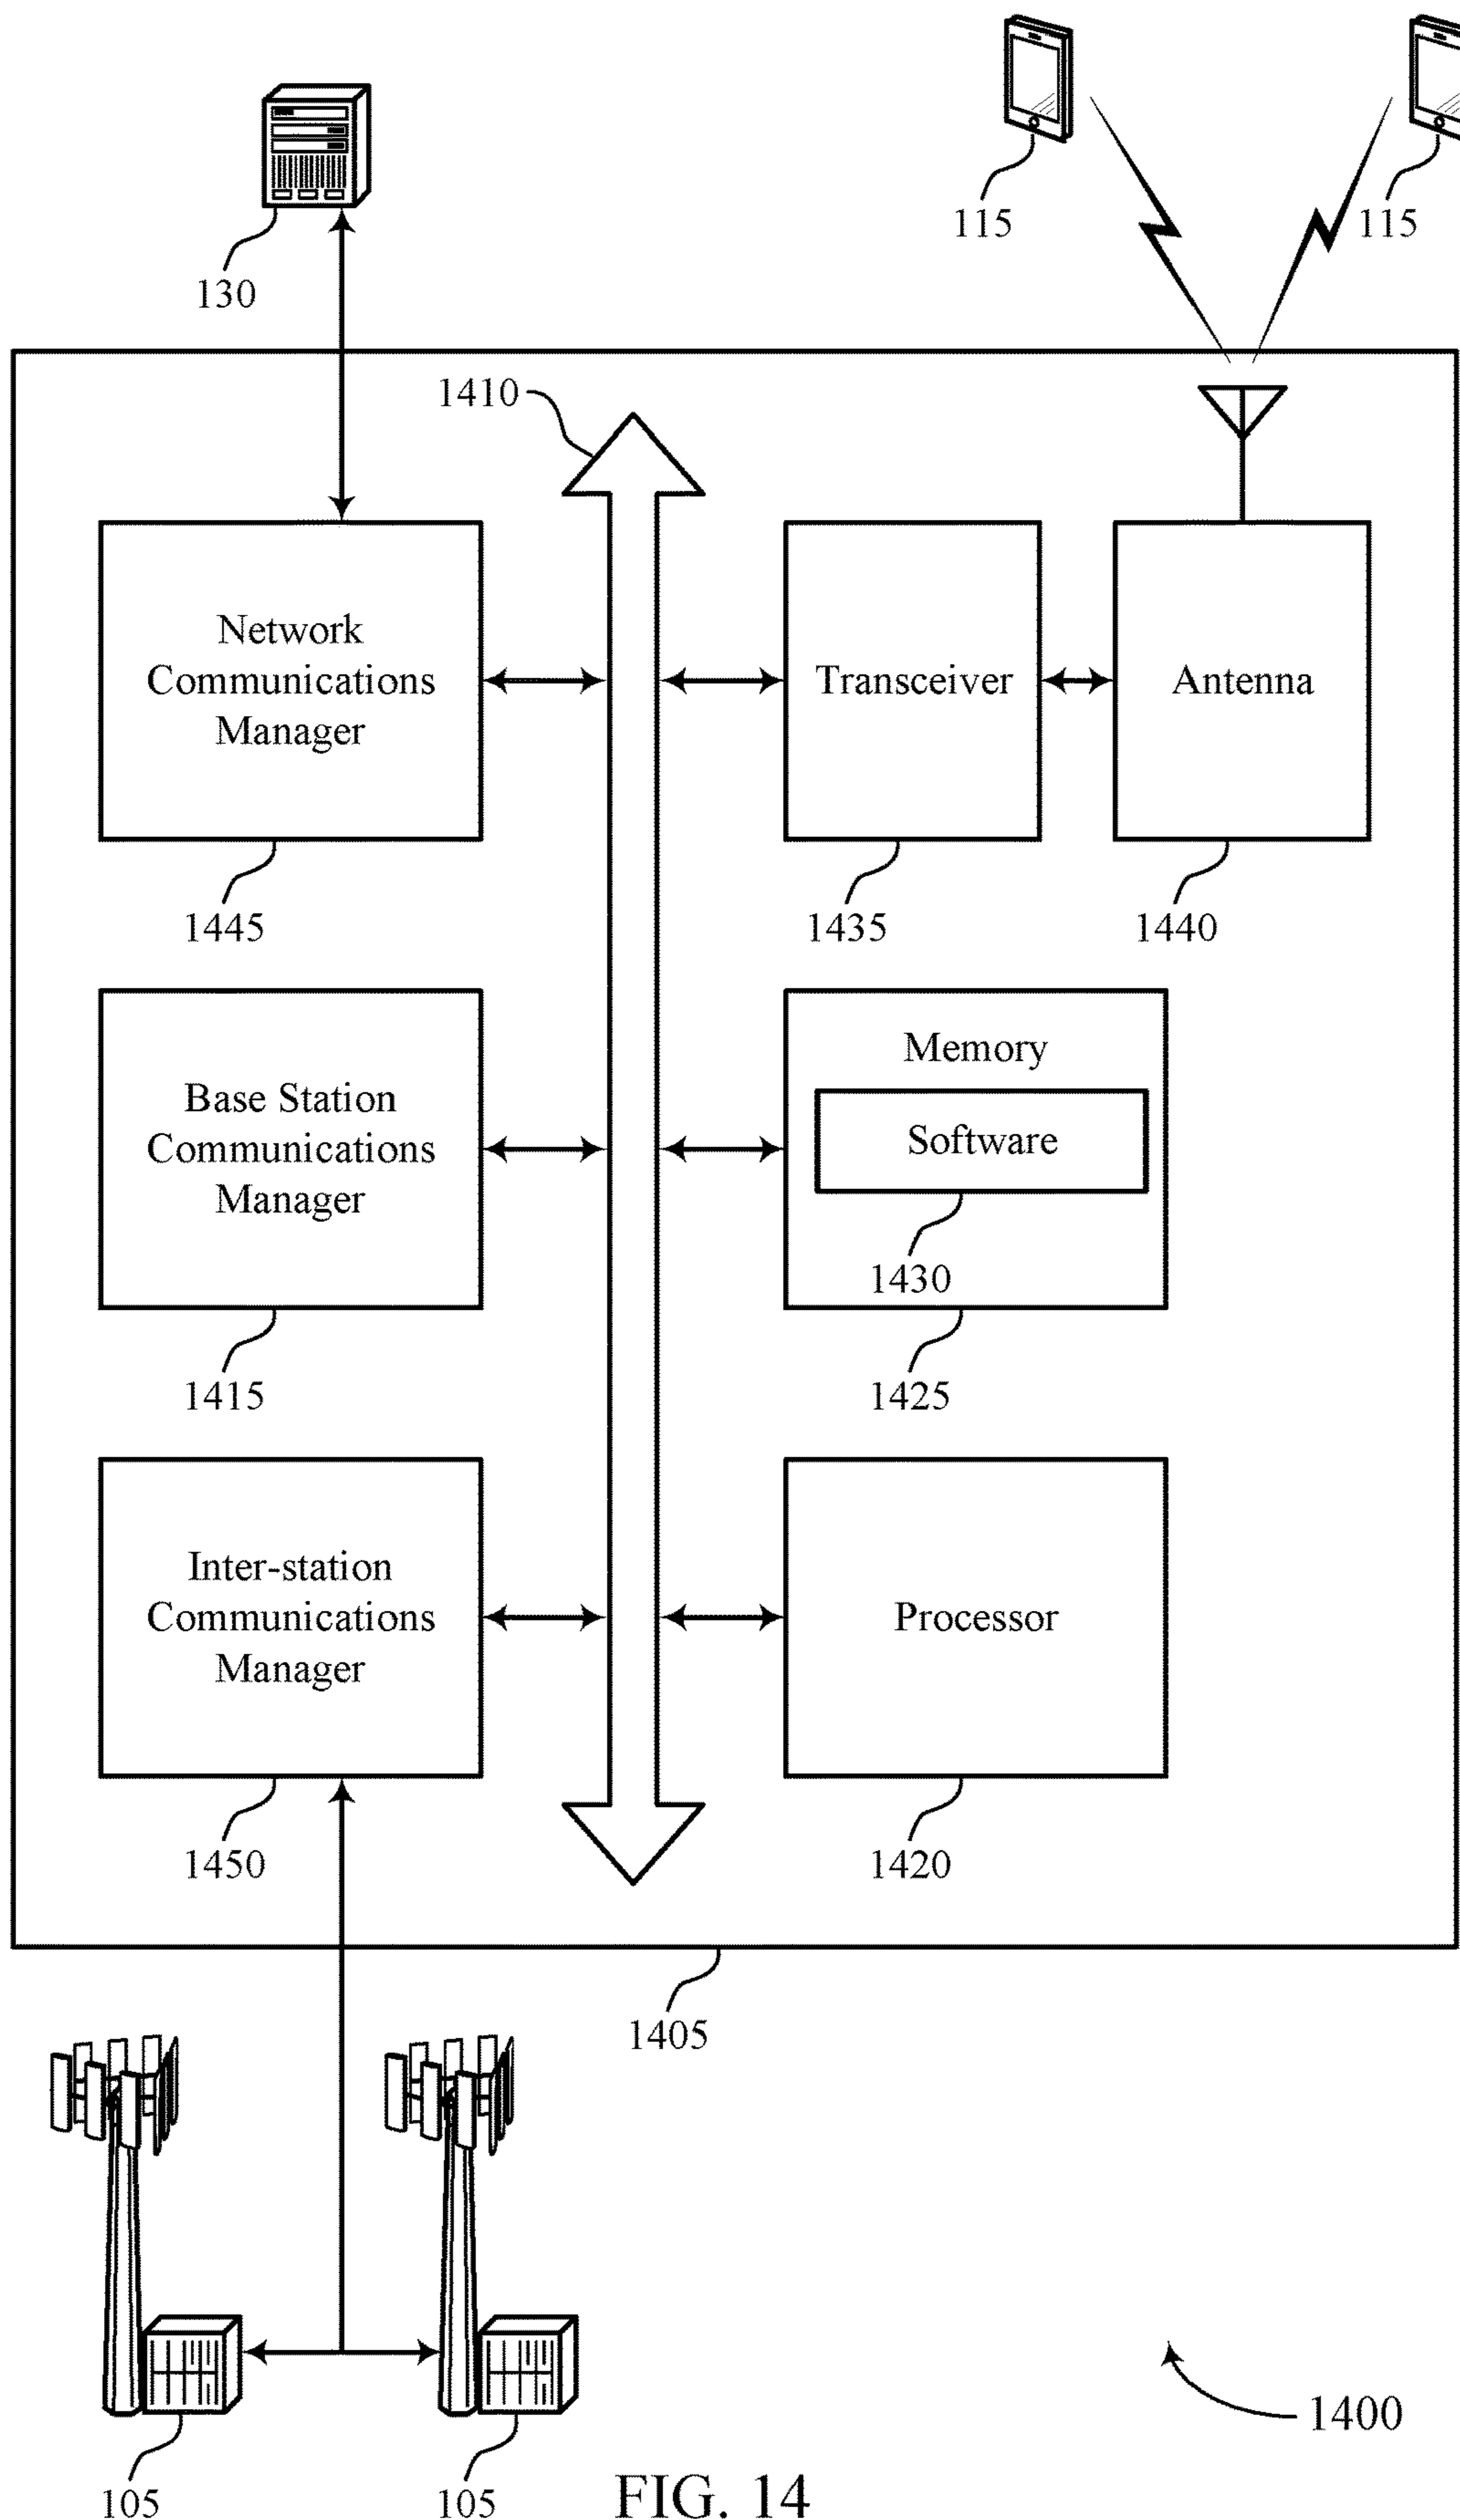 115
115
130
1410
Network
Communications
Manager
Transceiver
Antenna
1445
1435
1440
Base Station
Communications
Manager
Memory
Software
1430
1415
1425
Inter-station
Communications
Manager
Processor
1450
1420
1405
1400
105
105
FIG. 14